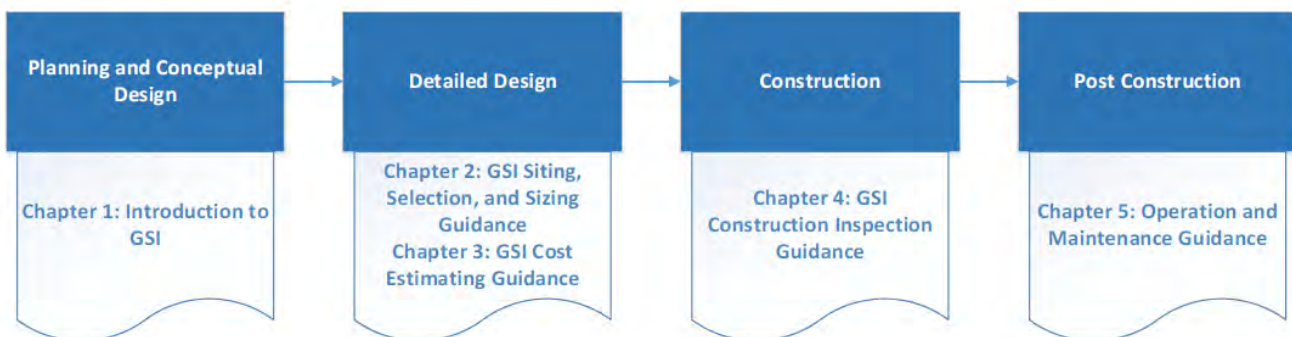 Planning and Conceptual
Design
Detailed Design
Construction
Post Construction
Chapter 1: Introduction to
GSI
Chapter 2: GSI Siting,
Selection, and Sizing
Guidance
Chapter 3: GSI Cost
Estimating Guidance
Chapter 4: GSI
Construction Inspection
Guidance
Chapter 5: Operation and
Maintenance Guidance